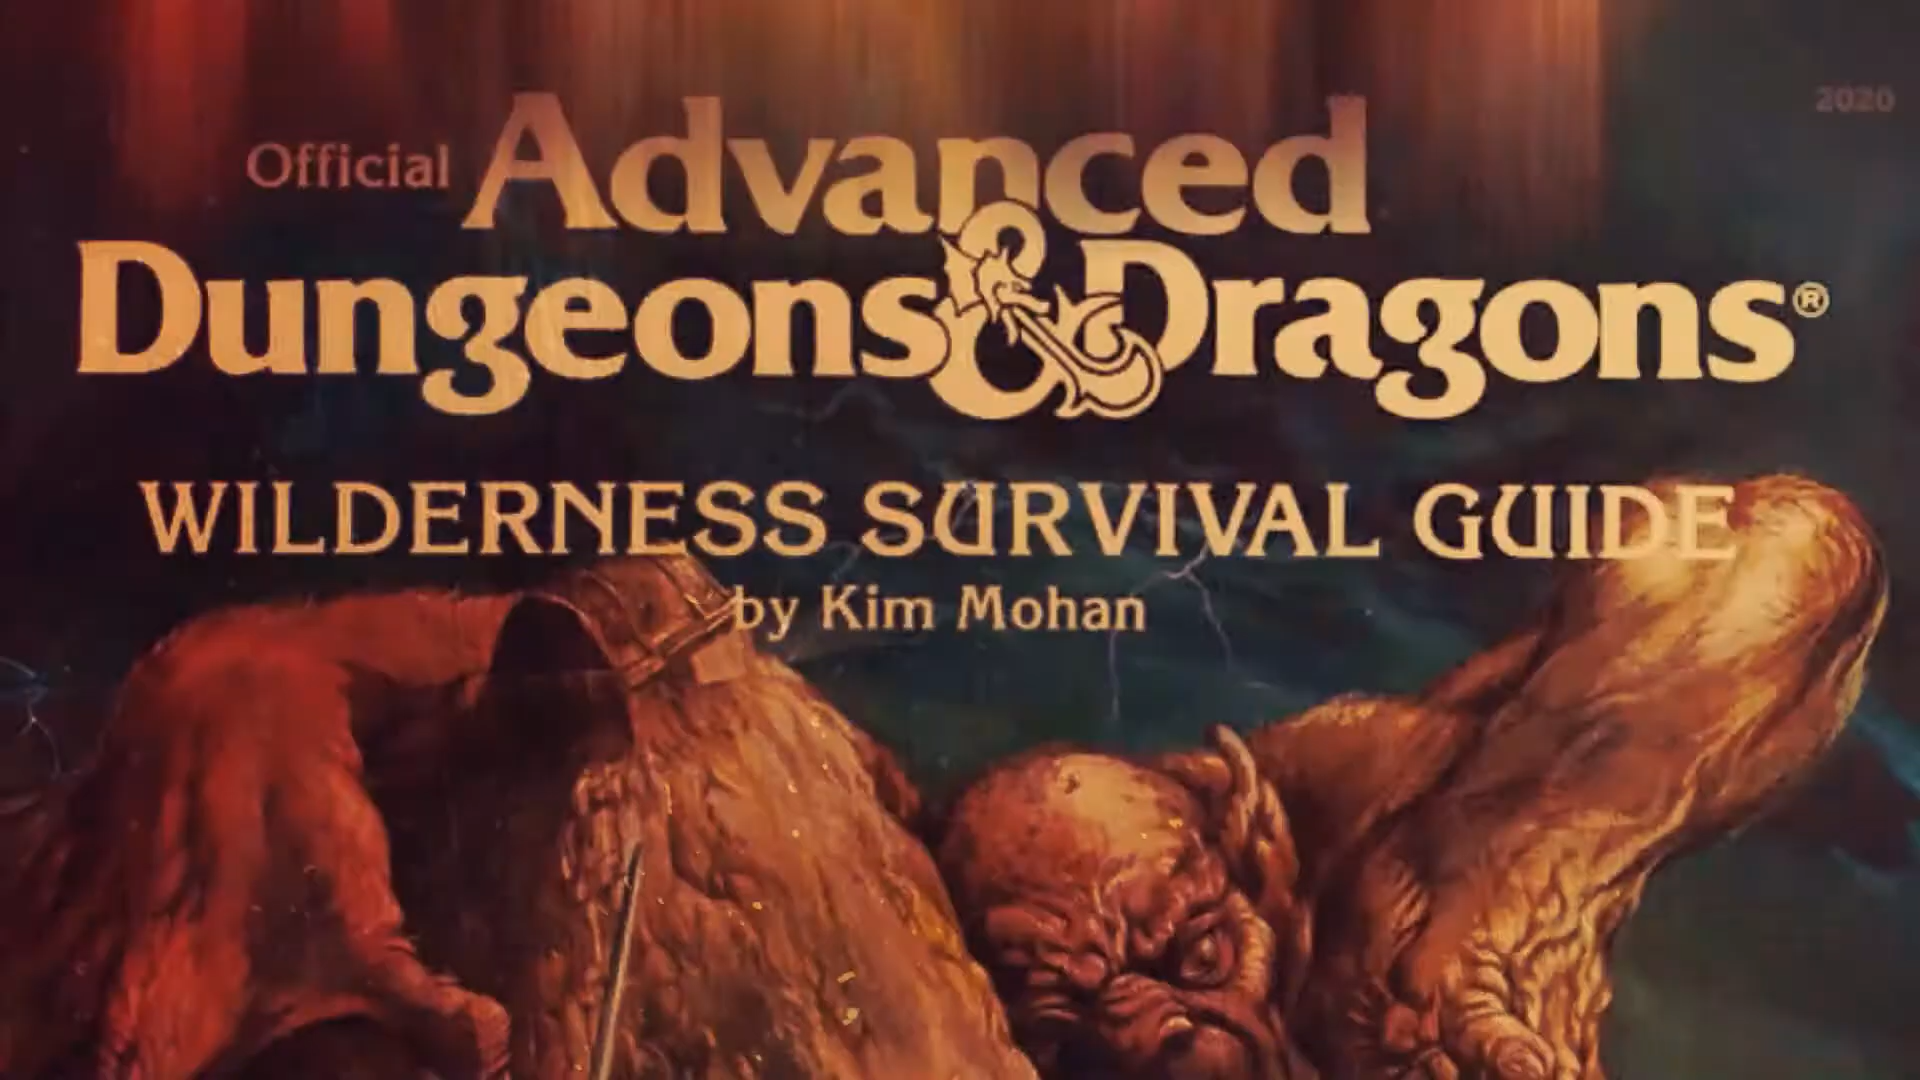 2020
Official Advanced
Dungeons & Dragons®
WILDERNESS SURVIVAL GUIDE
by Kim Mohan